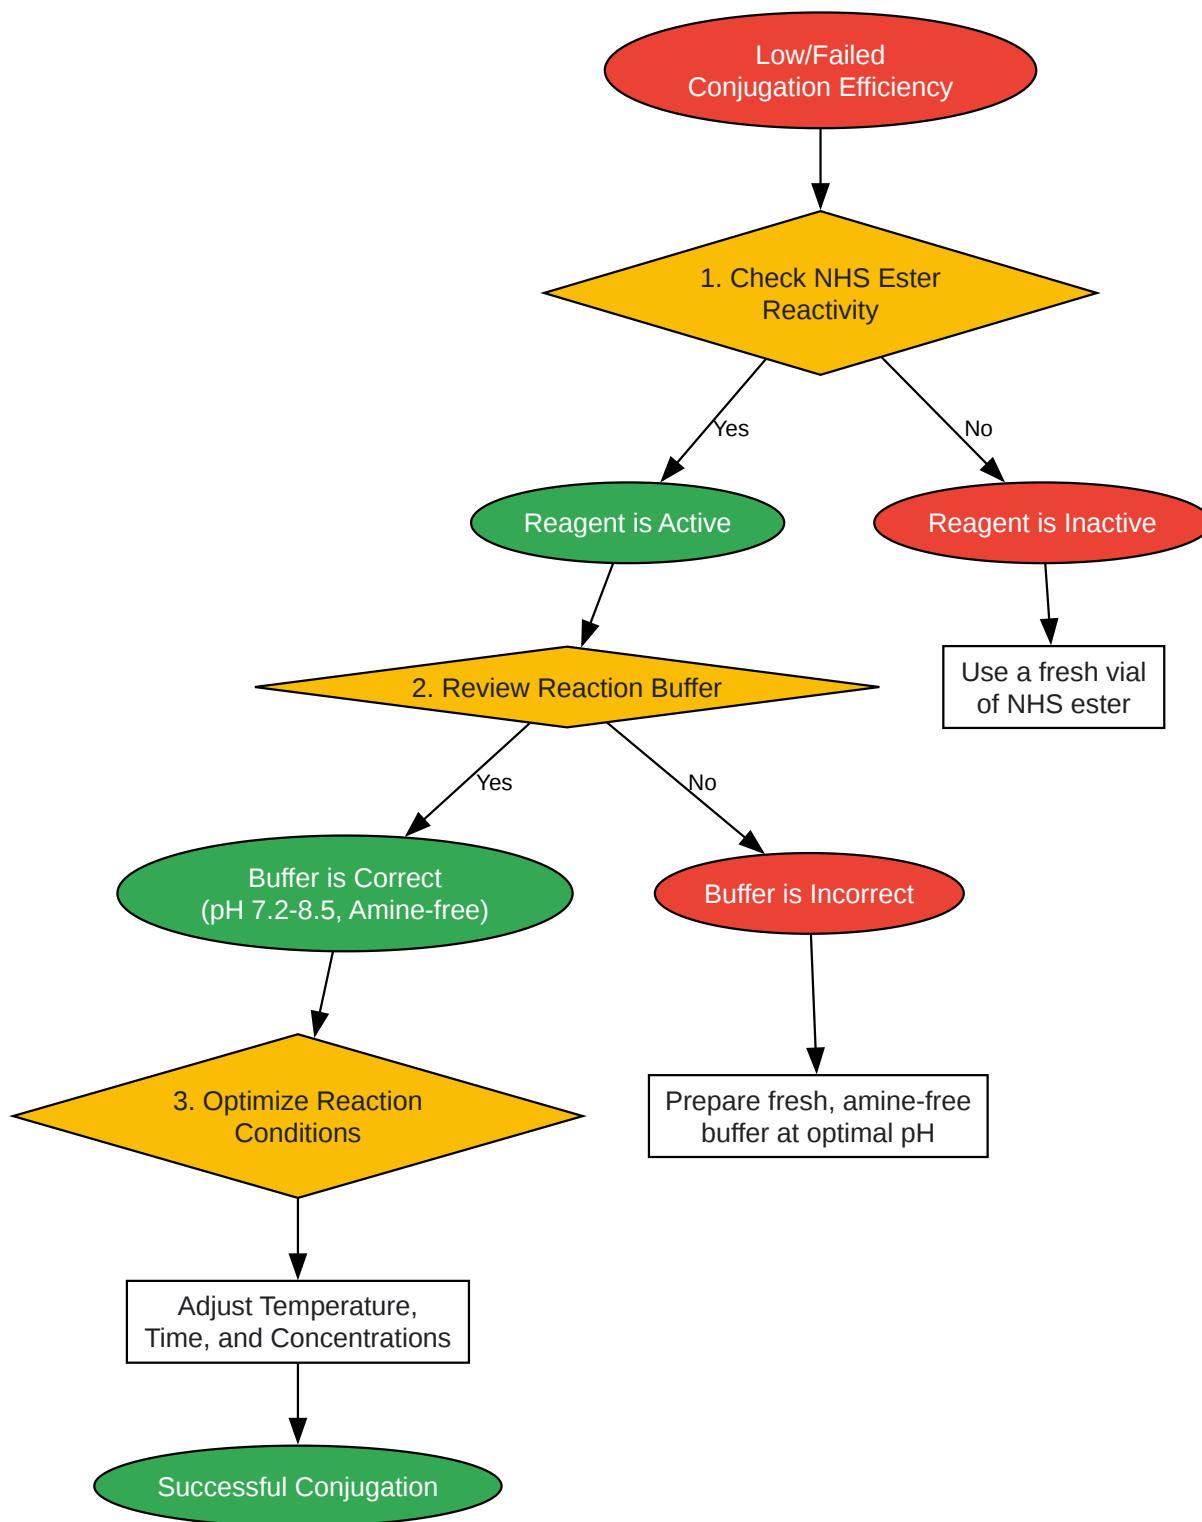 Low/Failed
Conjugation Efficiency
1. Check NHS Ester
Reactivity
Yes
No
Reagent is Active
Reagent is Inactive
Use a fresh vial
of NHS ester
2. Review Reaction Buffer
Yes
No
Buffer is Correct
(pH 7.2-8.5, Amine-free)
Buffer is Incorrect
3. Optimize Reaction
Conditions
Prepare fresh, amine-free
buffer at optimal pH
Adjust Temperature,
Time, and Concentrations
Successful Conjugation